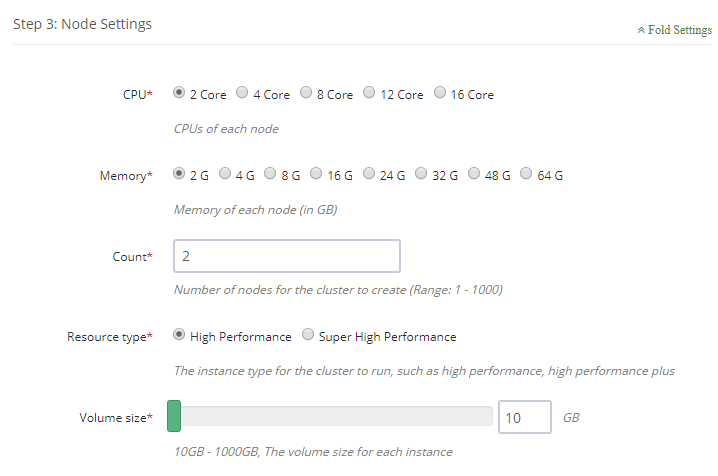 Step 3: Node Settings
Fold Settings
CPU* 2 Core 4 Core 8 Core 12 Core 16 Core
CPUs of each node
Memory* 2 G 4 G 8 G 16 G 24 G 32 G 48 G 64 G
Memory of each node (in GB)
Count* 2
Number of nodes for the cluster to create (Range: 1 - 1000)
Resource type* High Performance Super High Performance
The instance type for the cluster to run, such as high performance, high performance plus
Volume size* 10 GB
10GB - 1000GB, The volume size for each instance